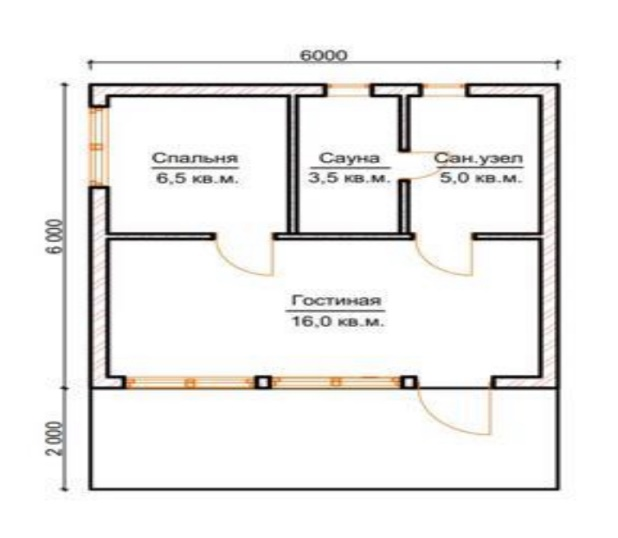 6000
Спальня
6,5 кв.м.
Сауна
3,5 кв.м.
Сан.узел
5,0 кв.м.
6 000
Гостиная
16,0 кв.м.
2 000